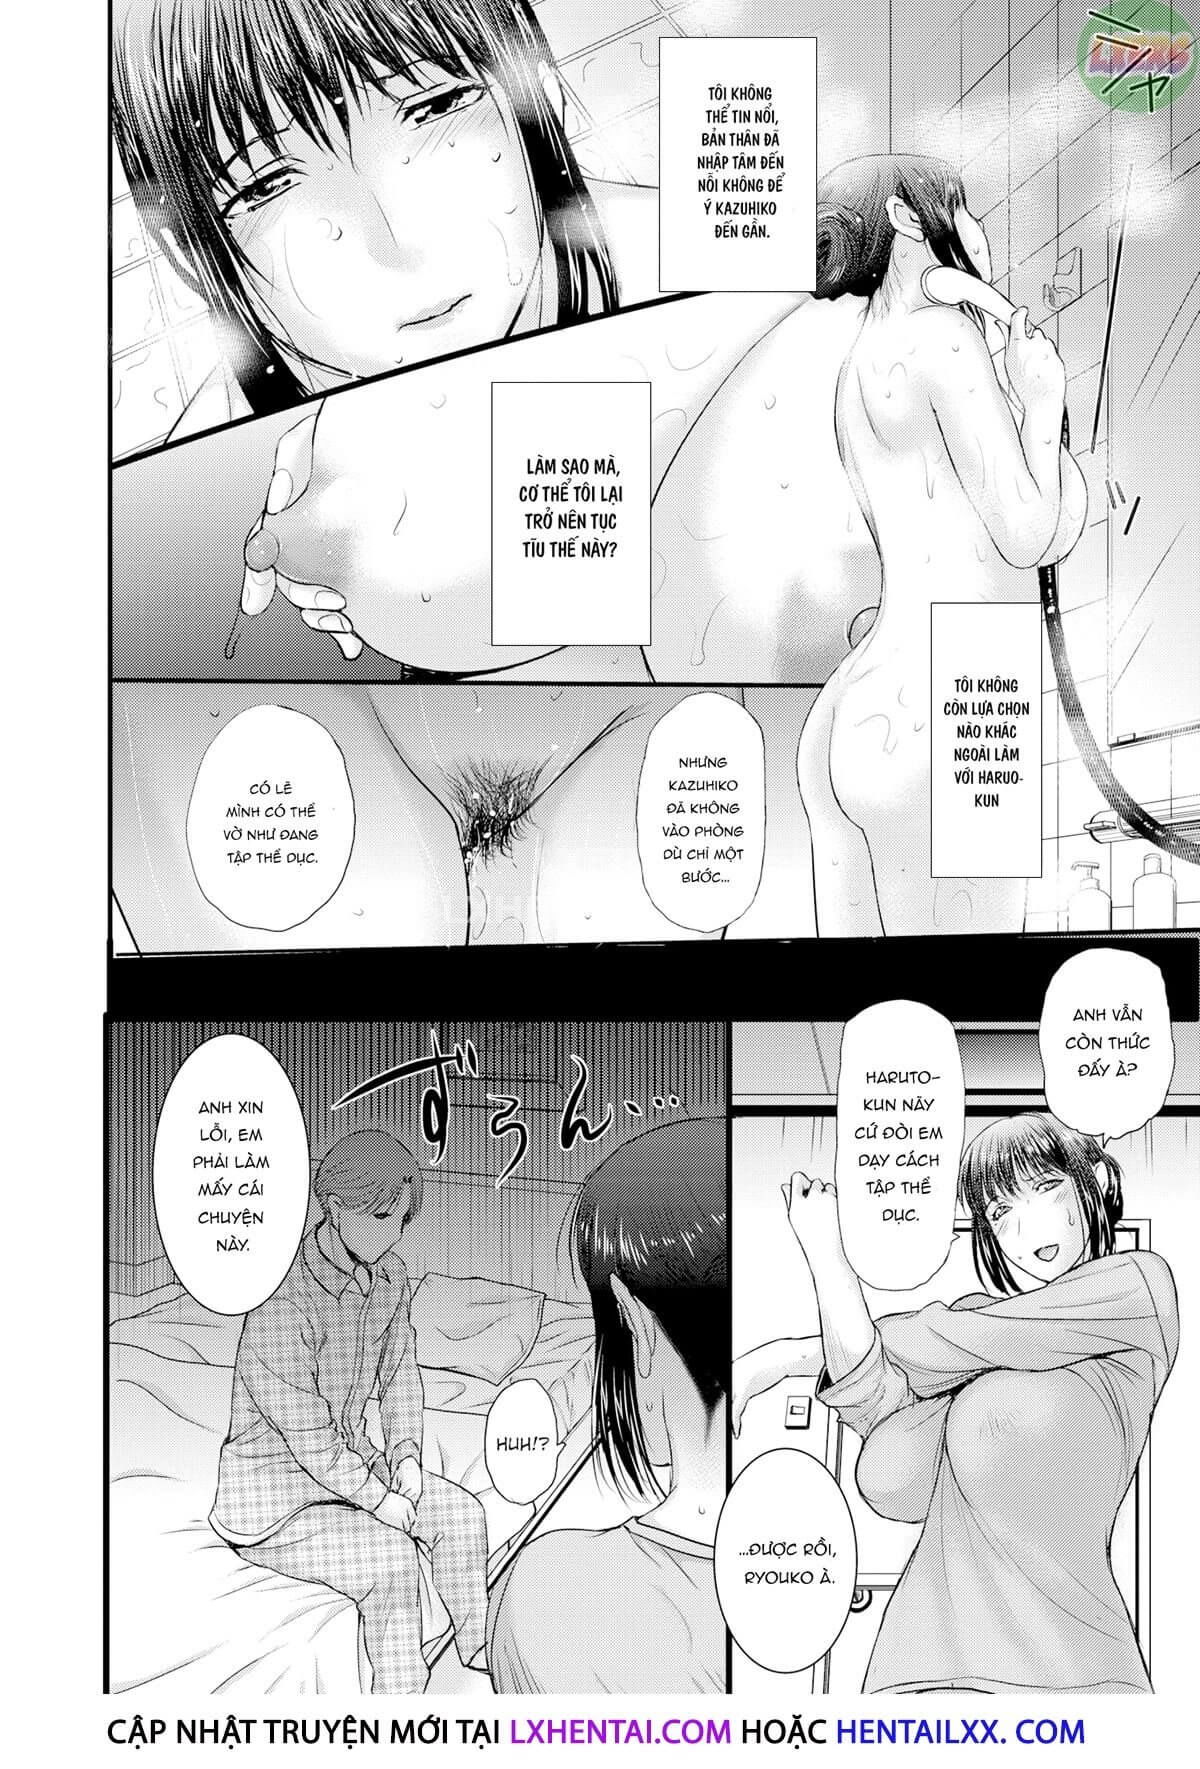 TÔI KHÔNG
THỂ TIN NỔI,
BẢN THÂN ĐÃ
NHẬP TÂM ĐẾN
NỖI KHÔNG ĐỂ
Ý KAZUHIKO
ĐẾN GẦN.
シャ
LÀM SAO MÀ,
CƠ THỂ TÔI LẠI
TRỞ NÊN TỤC
TĨU THẾ NÀY?
TÔI KHÔNG
CÒN LỰA CHỌN
NÀO KHÁC
NGOÀI LÀM
VỚI HARUO-
KUN
NHƯNG
KAZUHIKO
ĐÃ KHÔNG
VÀO PHÒNG
DÙ CHỈ MỘT
BƯỚC...
CÓ LẼ
MÌNH CÓ THỂ
VỜ NHƯ ĐANG
TẬP THỂ DỤC.
ANH VẪN
CÒN THỨC
ĐẤY À?
HARUTO-
KUN NÀY
CỨ ĐÒI EM
DẠY CÁCH
TẬP THỂ
DỤC.
...ĐƯỢC RỒI,
RYOUKO À.
ずぅん...
ANH XIN
LỖI, EM
PHẢI LÀM
MẤY CÁI
CHUYỆN
NÀY.
HUH!?
CẬP NHẬT TRUYỆN MỚI TẠI LXHENTAI.COM HOẶC HENTAILXX. COM